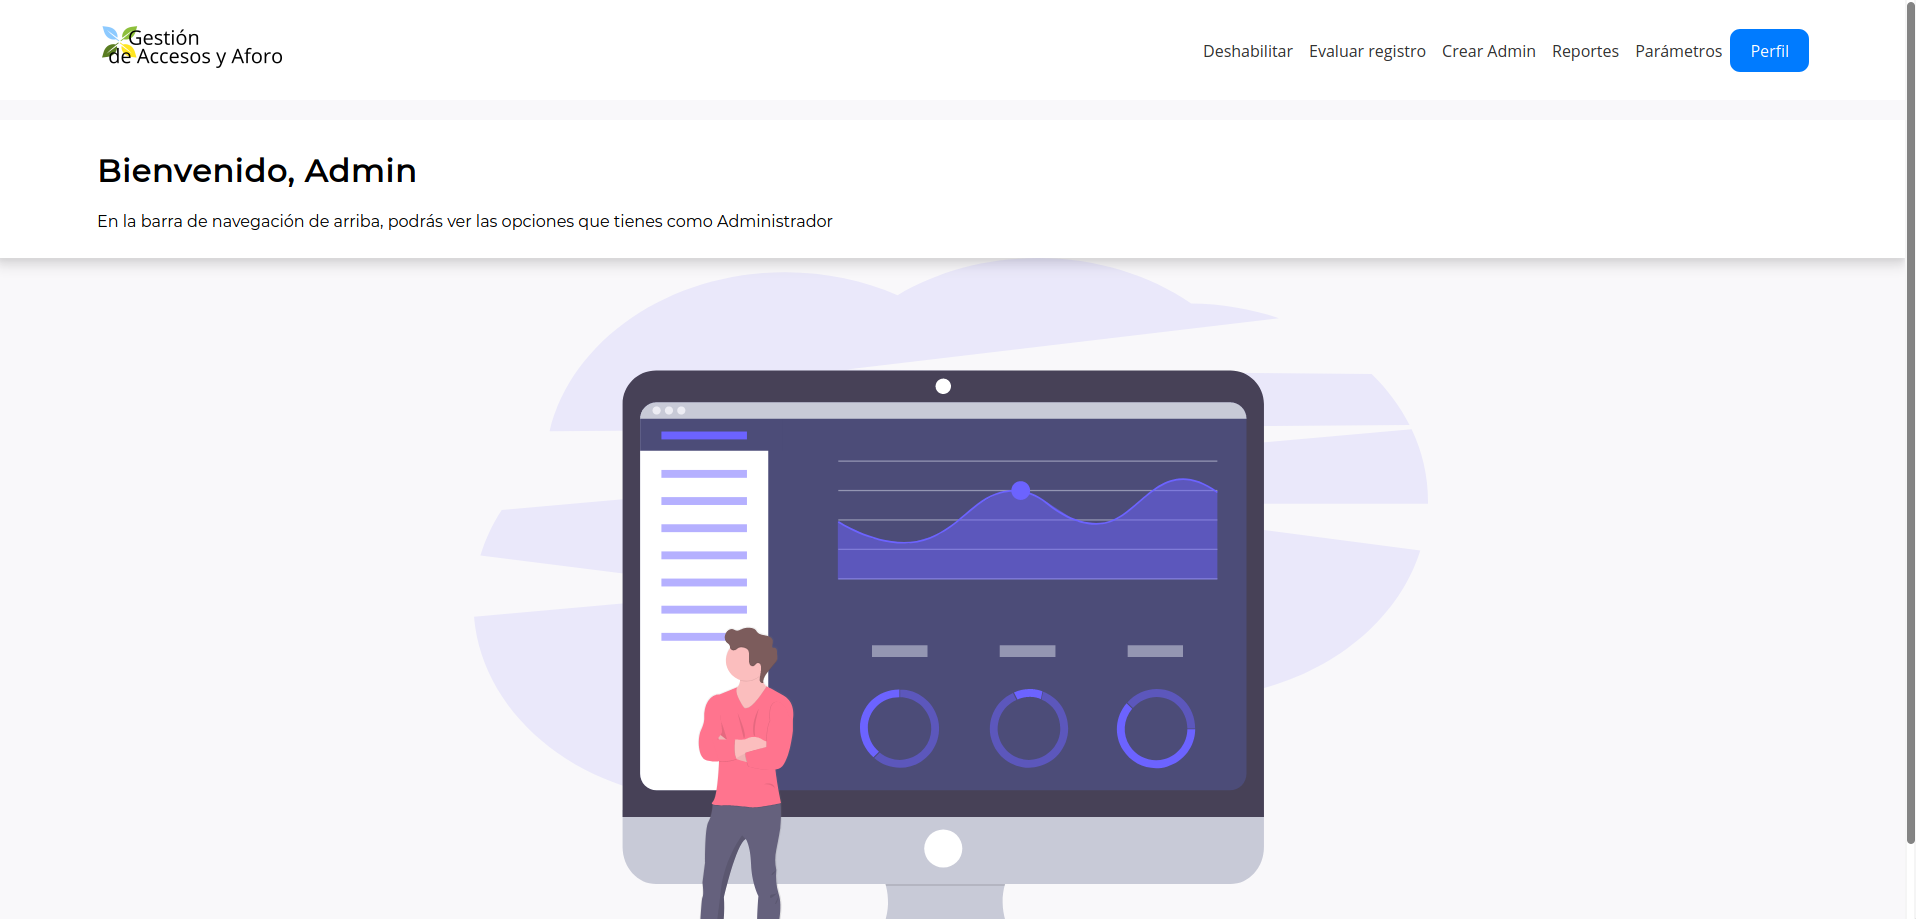 Gestión
de Accesos y Aforo
Deshabilitar Evaluar registro Crear Admin Reportes Parámetros Perfil
Bienvenido, Admin
En la barra de navegación de arriba, podrás ver las opciones que tienes como Administrador